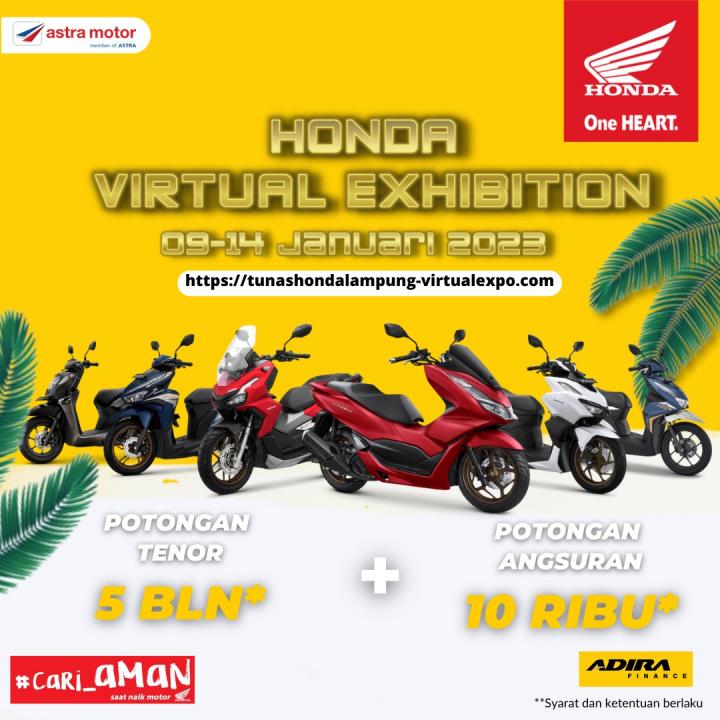 astra motor
member of ASTRA
HONDA
One HEART.
HONDA
VIRTUAL EXHIBITION
09-14 Januari 2023
https://tunashondalampung-virtualexpo.com
POTONGAN
TENOR
5 BLN*
+
POTONGAN
ANGSURAN
10 RIBU*
#CARI_AMAN
saat naik motor
ADIRA
FINANCE
**Syarat dan ketentuan berlaku